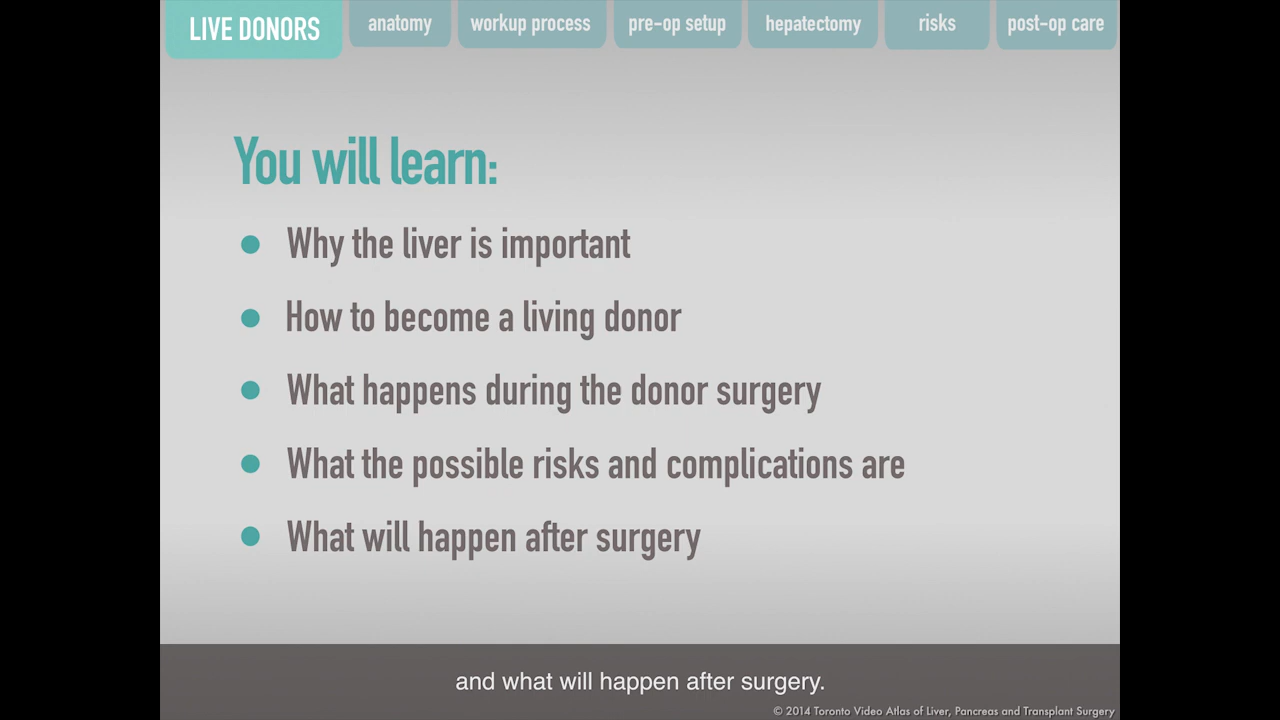 LIVE DONORS anatomy workup process pre-op setup hepatectomy risks post-op care
You will learn:
● Why the liver is important
● How to become a living donor
● What happens during the donor surgery
● What the possible risks and complications are
● What will happen after surgery
and what will happen after surgery.
© 2014 Toronto Video Atlas of Liver, Pancreas and Transplant Surgery